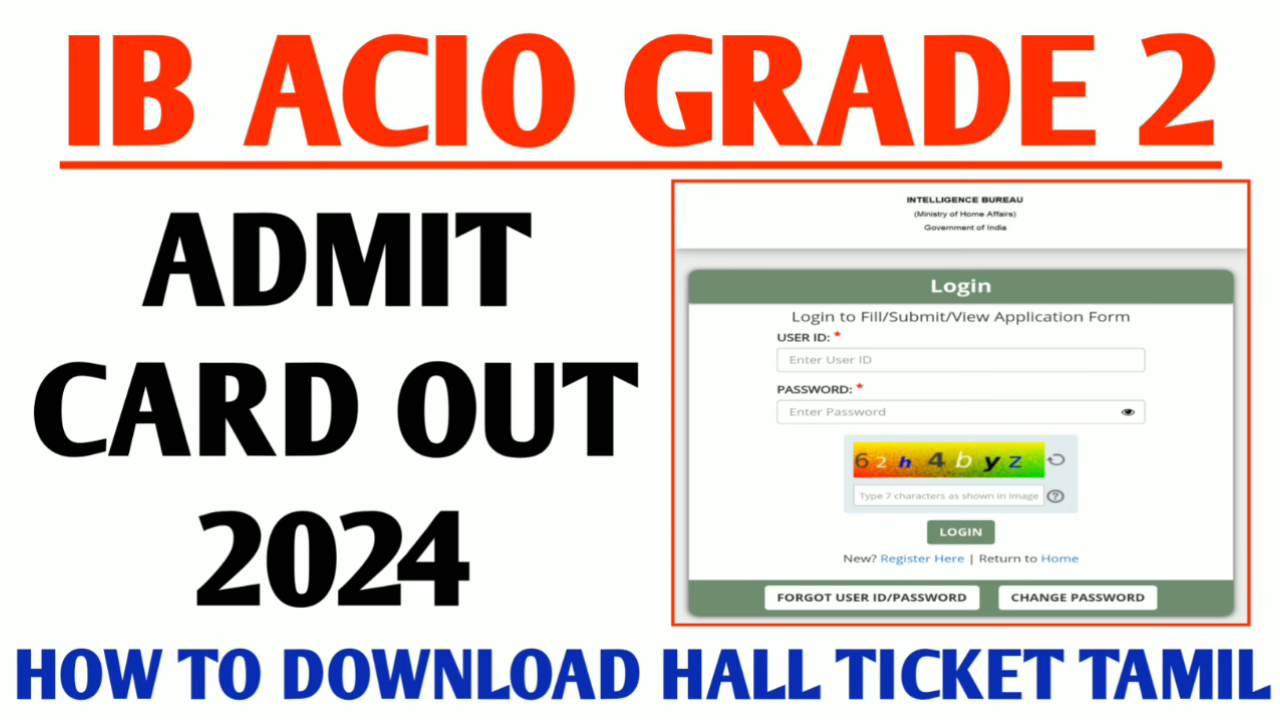 IB ACIO GRADE 2
ADMIT
CARD OUT
2024
INTELLIGENCE BUREAU
(Ministry of Home Affairs)
Government of India
Login
Login to Fill/Submit/View Application Form
USER ID: *
Enter User ID
PASSWORD: *
Enter Password
62h4byz
Type 7 characters as shown in image
LOGIN
New? Register Here | Return to Home
FORGOT USER ID/PASSWORD CHANGE PASSWORD
HOW TO DOWNLOAD HALL TICKET TAMIL